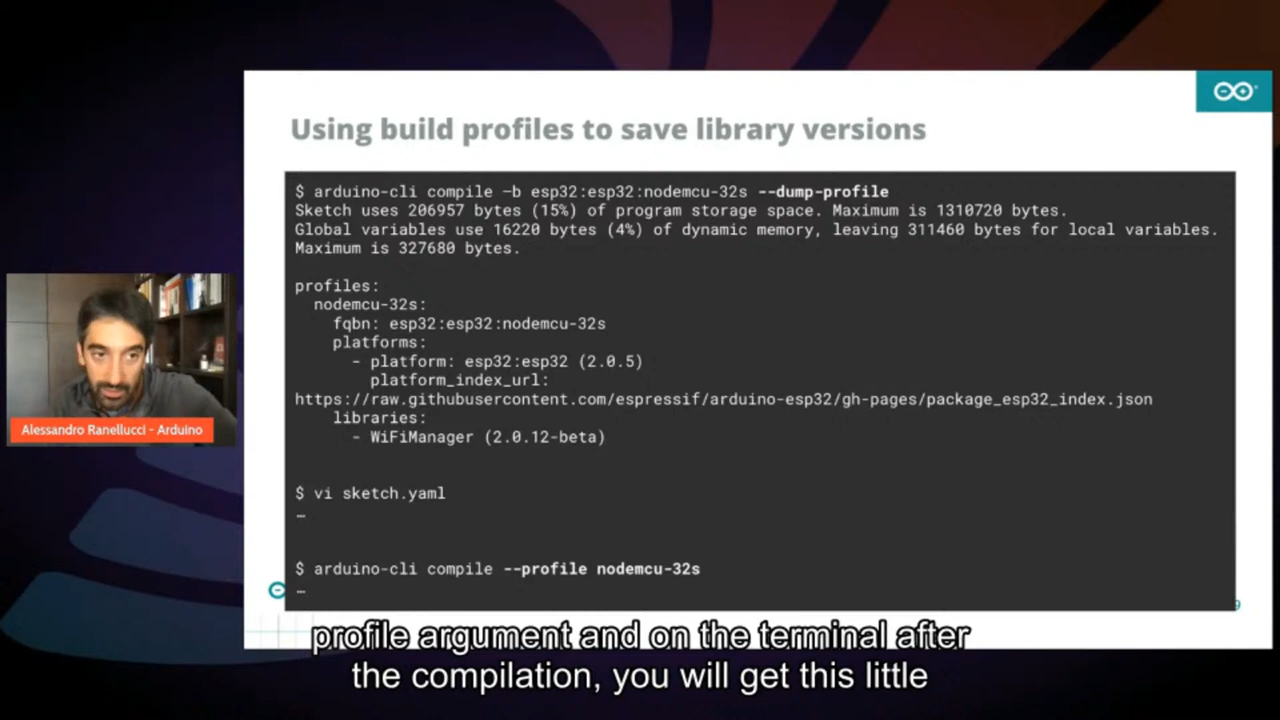 Using build profiles to save library versions
$ arduino-cli compile –b esp32:esp32:nodemcu-32s --dump-profile
Sketch uses 206957 bytes (15%) of program storage space. Maximum is 1310720 bytes.
Global variables use 16220 bytes (4%) of dynamic memory, leaving 311460 bytes for local variables.
Maximum is 327680 bytes.
profiles:
nodemcu-32s:
fqbn: esp32:esp32:nodemcu-32s
platforms:
- platform: esp32:esp32 (2.0.5)
platform_index_url:
https://raw.githubusercontent.com/espressif/arduino-esp32/gh-pages/package_esp32_index.json
libraries:
- WiFiManager (2.0.12-beta)
$ vi sketch.yaml
…
$ arduino-cli compile --profile nodemcu-32s
…
Alessandro Ranellucci - Arduino
profile argument and on the terminal after
the compilation, you will get this little